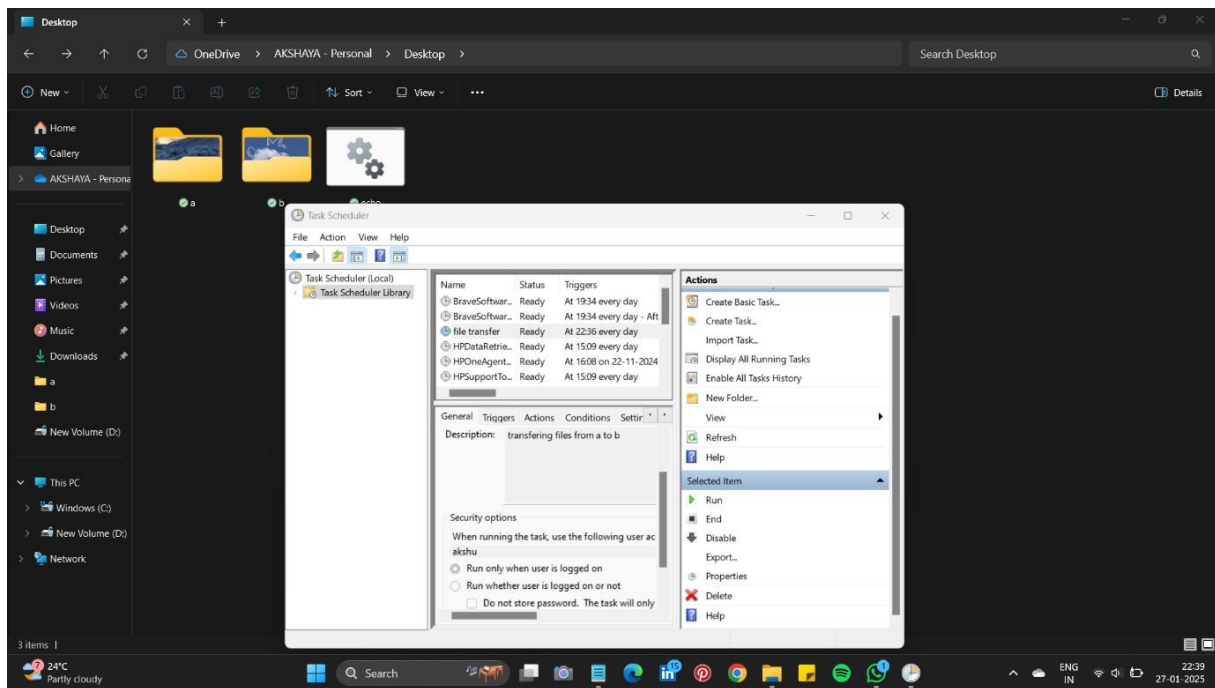 Desktop
OneDrive > AKSHAYA - Personal > Desktop >
Search Desktop
New
Sort
View
Details
Home
Gallery
AKSHAYA - Persona
Desktop
Documents
Pictures
Videos
Music
Downloads
a
b
New Volume (D:)
This PC
Windows (C:)
New Volume (D:)
Network
a
b
echo
Task Scheduler
File Action View Help
Task Scheduler (Local)
Task Scheduler Library
Name Status Triggers
BraveSoftwar... Ready At 19:34 every day
BraveSoftwar... Ready At 19:34 every day - Aft
file transfer Ready At 22:36 every day
HPDataRetrie... Ready At 15:09 every day
HPOneAgent... Ready At 16:08 on 22-11-2024
HPSupportTo... Ready At 15:09 every day
General Triggers Actions Conditions Settin
Description: transfering files from a to b
Security options
When running the task, use the following user ac
akshu
Run only when user is logged on
Run whether user is logged on or not
Do not store password. The task will only
Actions
Create Basic Task...
Create Task...
Import Task...
Display All Running Tasks
Enable All Tasks History
New Folder...
View
Refresh
Help
Selected Item
Run
End
Disable
Export...
Properties
Delete
Help
3 items
7
24°C
Partly cloudy
Search
15
1
ENG
IN
22:39
27-01-2025